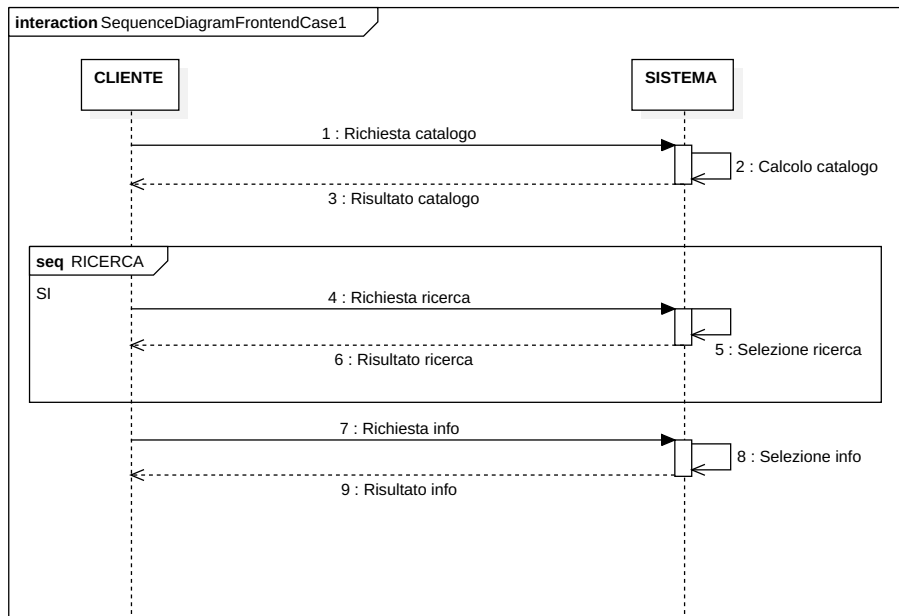 interaction SequenceDiagramFrontendCase1
CLIENTE
SISTEMA
1 : Richiesta catalogo
2 : Calcolo catalogo
3 : Risultato catalogo
seq RICERCA
SI
4 : Richiesta ricerca
5 : Selezione ricerca
6 : Risultato ricerca
7 : Richiesta info
8 : Selezione info
9 : Risultato info